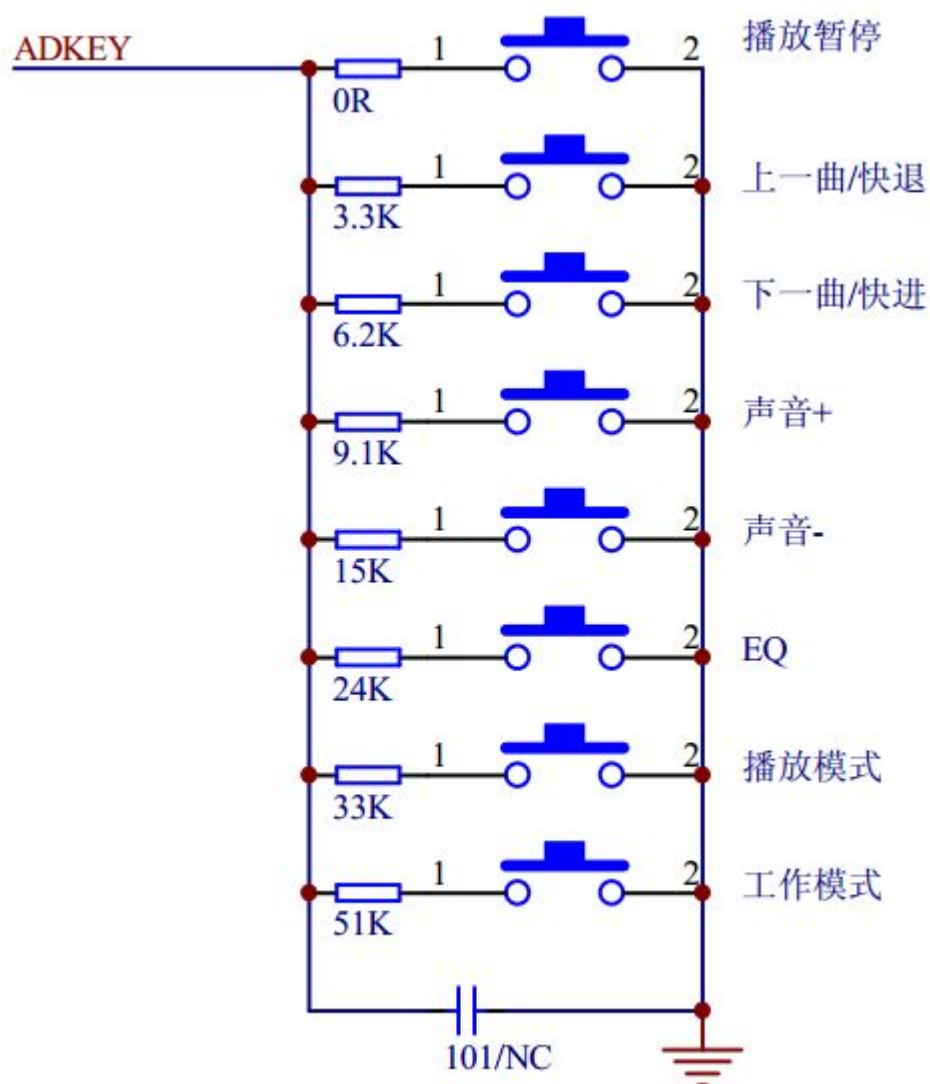 ADKEY
1 2 播放暂停
0R
1 2 上一曲/快退
3.3K
1 2 下一曲/快进
6.2K
1 2 声音+
9.1K
1 2 声音-
15K
1 2 EQ
24K
1 2 播放模式
33K
1 2 工作模式
51K
101/NC